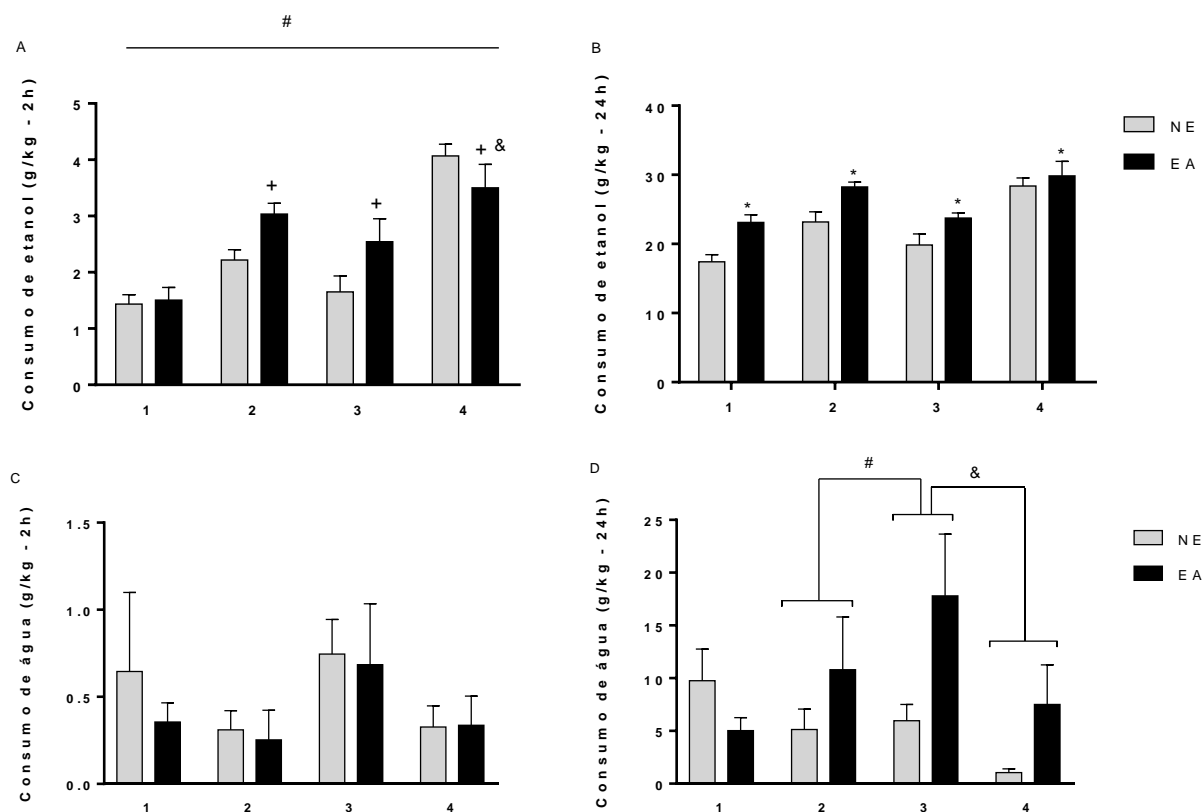 A
#
Consumo de etanol (g/kg - 2h)
5
4
3
2
1
0
+
+
+ &
1 2 3 4
B
Consumo de etanol (g/kg - 24h)
40
30
20
10
0
*
*
*
*
1 2 3 4
NE
EA
C
Consumo de água (g/kg - 2h)
1.5
1.0
0.5
0.0
1 2 3 4
D
#
&
Consumo de água (g/kg - 24h)
25
20
15
10
5
0
1 2 3 4
NE
EA